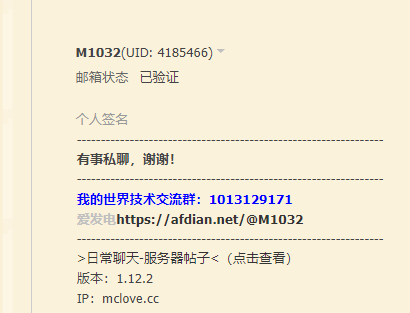 M1032(UID: 4185466)
邮箱状态 已验证
个人签名
----------------------------------------------------------------
有事私聊，谢谢！
----------------------------------------------------------------
我的世界技术交流群：1013129171
爱发电https://afdian.net/@M1032
----------------------------------------------------------------
>日常聊天-服务器帖子<（点击查看）
版本：1.12.2
IP：mclove.cc